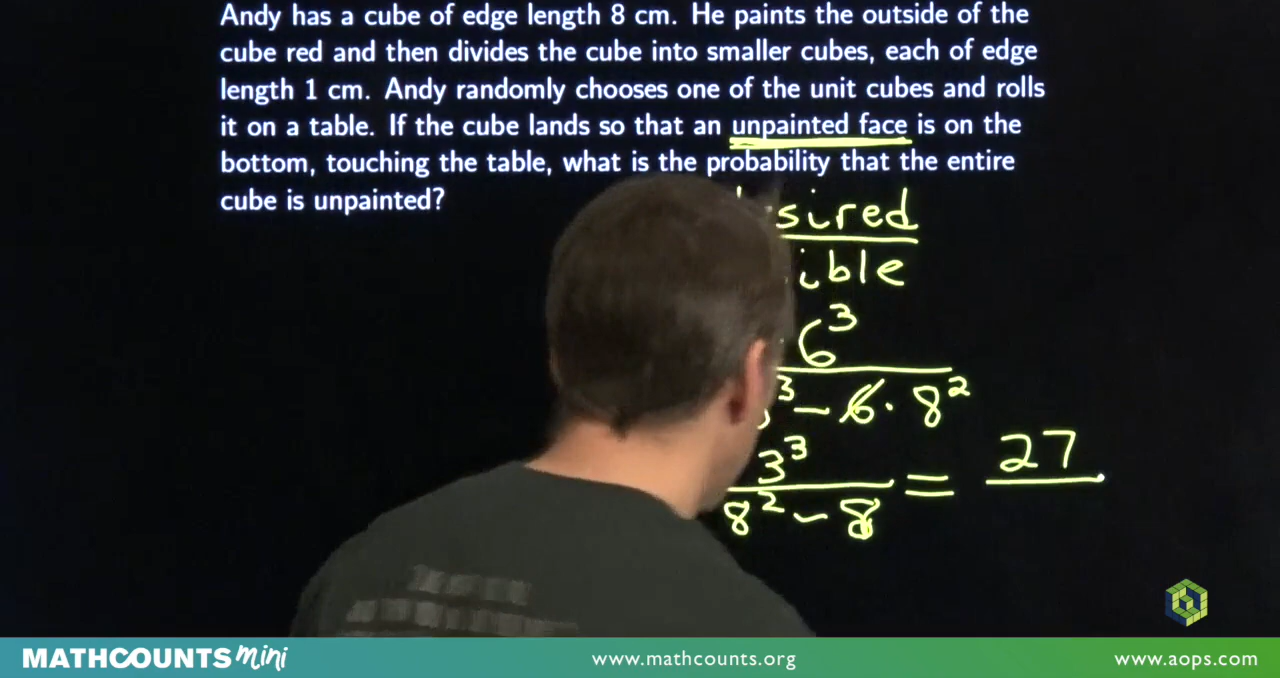 Andy has a cube of edge length 8 cm. He paints the outside of the
cube red and then divides the cube into smaller cubes, each of edge
length 1 cm. Andy randomly chooses one of the unit cubes and rolls
it on a table. If the cube lands so that an unpainted face is on the
bottom, touching the table, what is the probability that the entire
cube is unpainted?
sired
ible
6³
³ − 6 · 8²
3³
8² − 8
= 27
MATHCOUNTS mini
www.mathcounts.org
www.aops.com